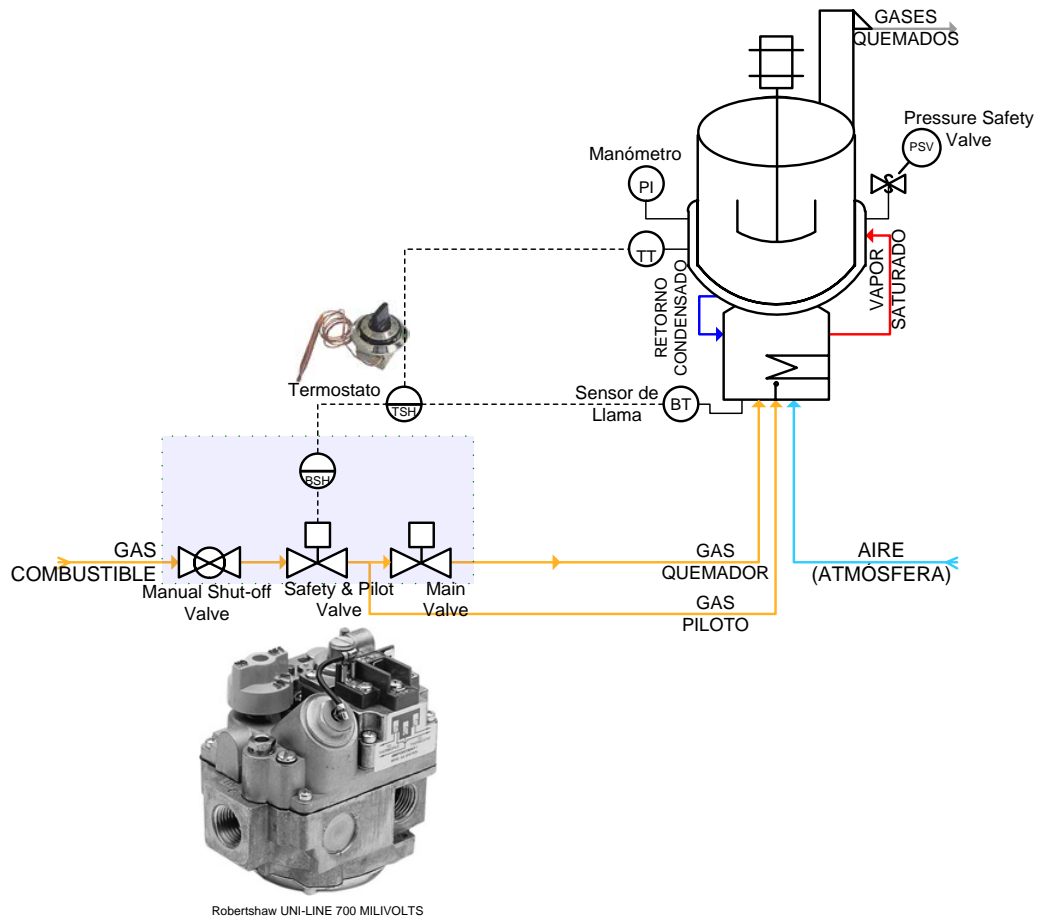 GASES
QUEMADOS
Pressure Safety
Valve
PSV
Manómetro
PI
TT
RETORNO
CONDENSADO
VAPOR
SATURADO
Termostato
TSH
Sensor de
Llama
BT
BSH
GAS
COMBUSTIBLE
Manual Shut-off
Valve
Safety & Pilot
Valve
Main
Valve
GAS
QUEMADOR
AIRE
(ATMÓSFERA)
GAS
PILOTO
Robertshaw UNI-LINE 700 MILIVOLTS